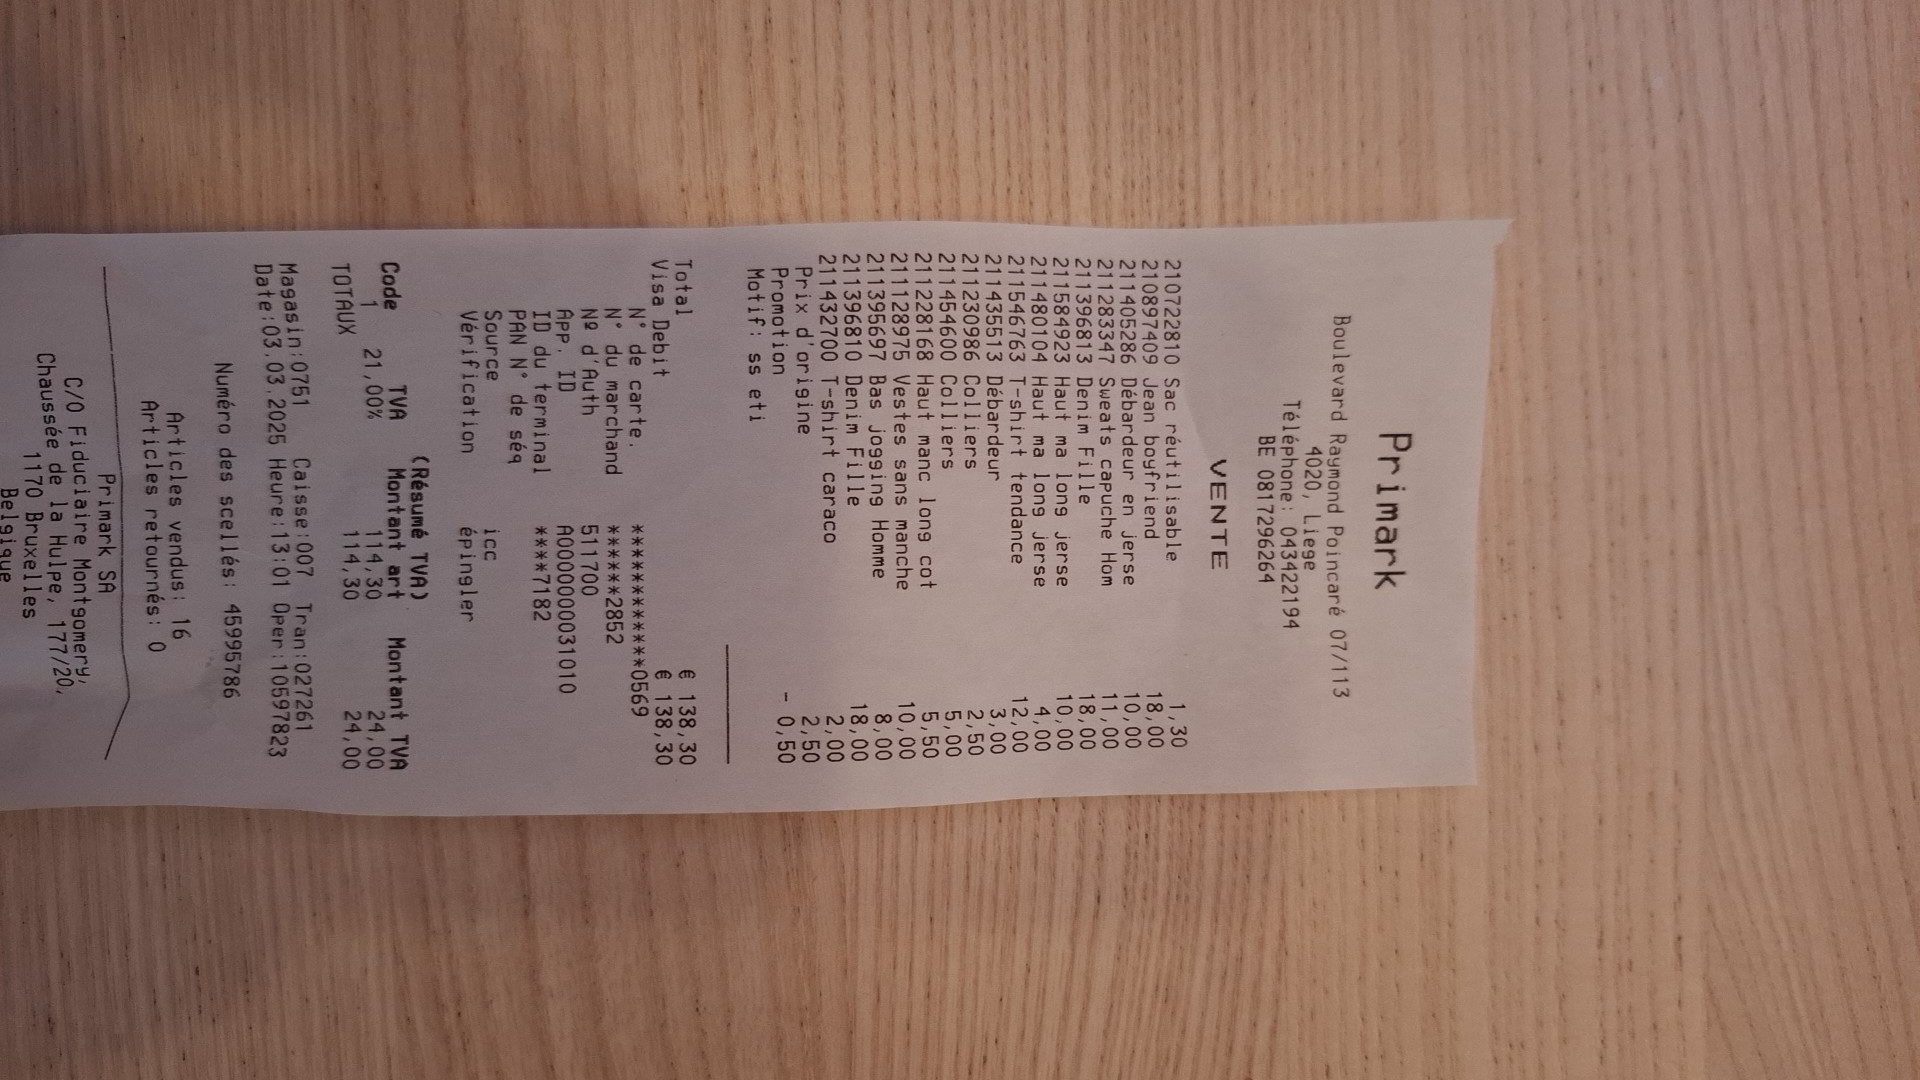 Primark
Boulevard Raymond Poincaré 07/113
4020, Liege
Téléphone: 043422194
BE 0817296264
VENTE
210722810 Sac réutilisable 1,30
210897409 Jean boyfriend 18,00
211405286 Débardeur en jerse 10,00
211283347 Sweats capuche Hom 11,00
211396813 Denim Fille 18,00
211584923 Haut ma long jerse 10,00
211480104 Haut ma long jerse 4,00
211546763 T-shirt tendance 12,00
211435513 Débardeur 3,00
211230986 Colliers 2,50
211454600 Colliers 5,00
211228168 Haut manc long cot 5,50
211128975 Vestes sans manche 10,00
211395697 Bas jogging Homme 8,00
211396810 Denim Fille 18,00
211432700 T-shirt caraco 2,00
Prix d'origine 2,50
Promotion - 0,50
Motif: ss eti
Total € 138,30
Visa Debit € 138,30
N° de carte. ************0569
N° du marchand ******2852
Nº d'Auth 511700
App. ID A0000000031010
ID du terminal ****7182
PAN N° de séq
Source icc
Vérification épingler
(Résumé TVA)
Code TVA Montant art Montant TVA
1 21,00% 114,30 24,00
TOTAUX 114,30 24,00
Magasin:0751 Caisse:007 Tran:027261
Date:03.03.2025 Heure:13:01 Oper:10597823
Numéro des scellés: 45995786
Articles vendus: 16
Articles retournés: 0
Primark SA
C/O Fiduciaire Montgomery,
Chaussée de la Hulpe, 177/20,
1170 Bruxelles
Belgique